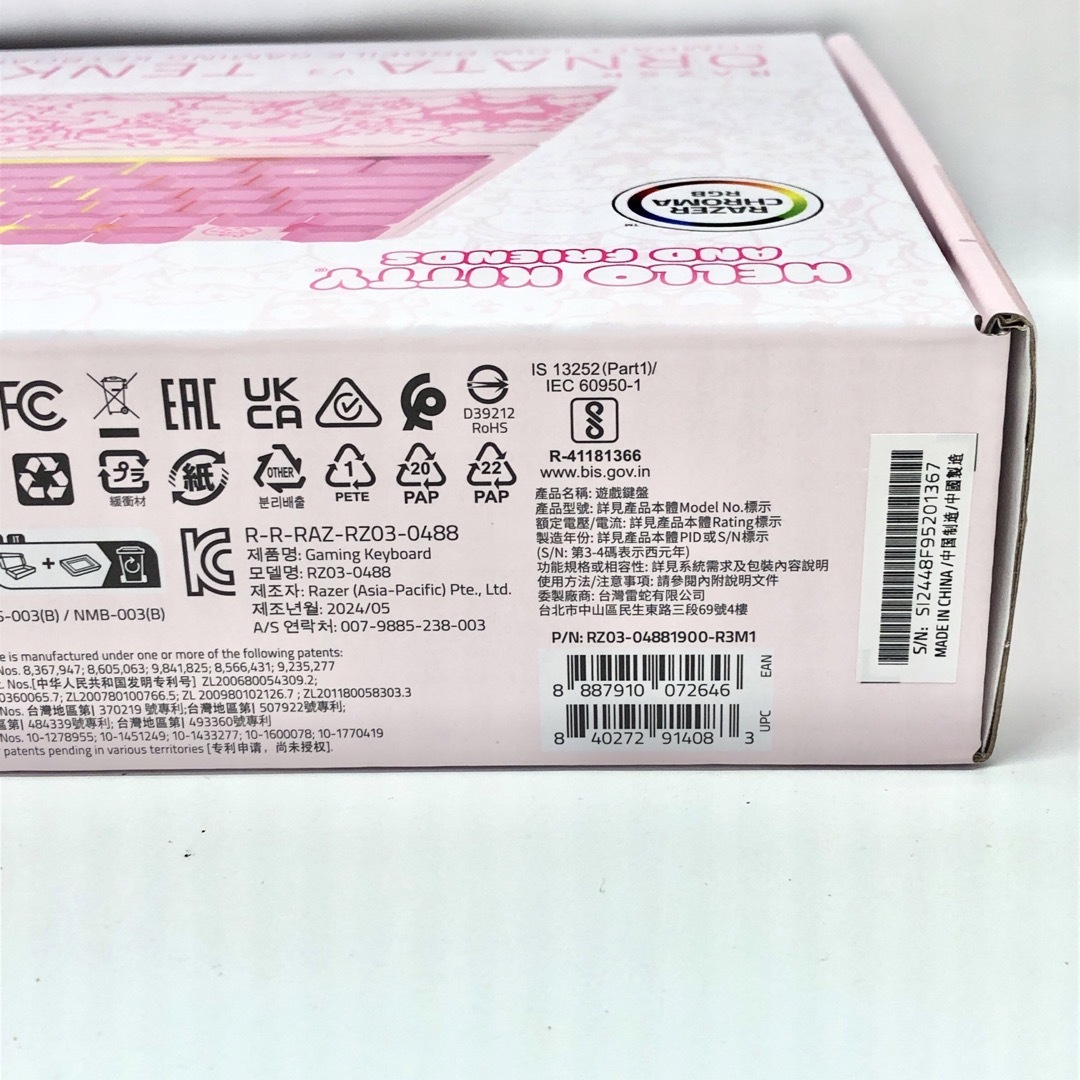 COMPACT LOW PROFILE GAMING KEYBOA
RAZER
ORNATA V3 TENK
RAZER
CHROMA
RGB
™
HELLO KITTY
AND FRIENDS
FC
EAC
UK
CA
D39212
RoHS
IS 13252(Part1)/
IEC 60950-1
R-41181366
www.bis.gov.in
プラ
緩衝材
紙
OTHER
분리배출
1
PETE
20
PAP
22
PAP
S-003(B) / NMB-003(B)
R-R-RAZ-RZ03-0488
제품명: Gaming Keyboard
모델명: RZ03-0488
제조자: Razer (Asia-Pacific) Pte., Ltd.
제조년월: 2024/05
A/S 연락처: 007-9885-238-003
產品名稱: 遊戲鍵盤
產品型號: 詳見產品本體Model No.標示
額定電壓/電流: 詳見產品本體Rating標示
製造年份: 詳見產品本體PID或S/N標示
(S/N: 第3-4碼表示西元年)
功能規格或相容性: 詳見系統需求及包裝內容說明
使用方法/注意事項: 請參閱內附說明文件
委製廠商: 台灣雷蛇有限公司
台北市中山區民生東路三段69號4樓
P/N: RZ03-04881900-R3M1
8 887910 072646
EAN
8 40272 91408 3
UPC
S/N: SI2448F95201367
MADE IN CHINA /中国制造/中國製造
e is manufactured under one or more of the following patents:
Nos. 8,367,947; 8,605,063; 9,841,825; 8,566,431; 9,235,277
. Nos.[中华人民共和国发明专利号] ZL200680054309.2;
0360065.7; ZL200780100766.5; ZL 200980102126.7; ZL201180058303.3
Nos. 台灣地區第I 370219 號專利;台灣地區第I 507922號專利;
區第I 484339號專利; 台灣地區第I 493360號專利
Nos. 10-1278955; 10-1451249; 10-1433277; 10-1600078; 10-1770419
patents pending in various territories [专利申请，尚未授权].